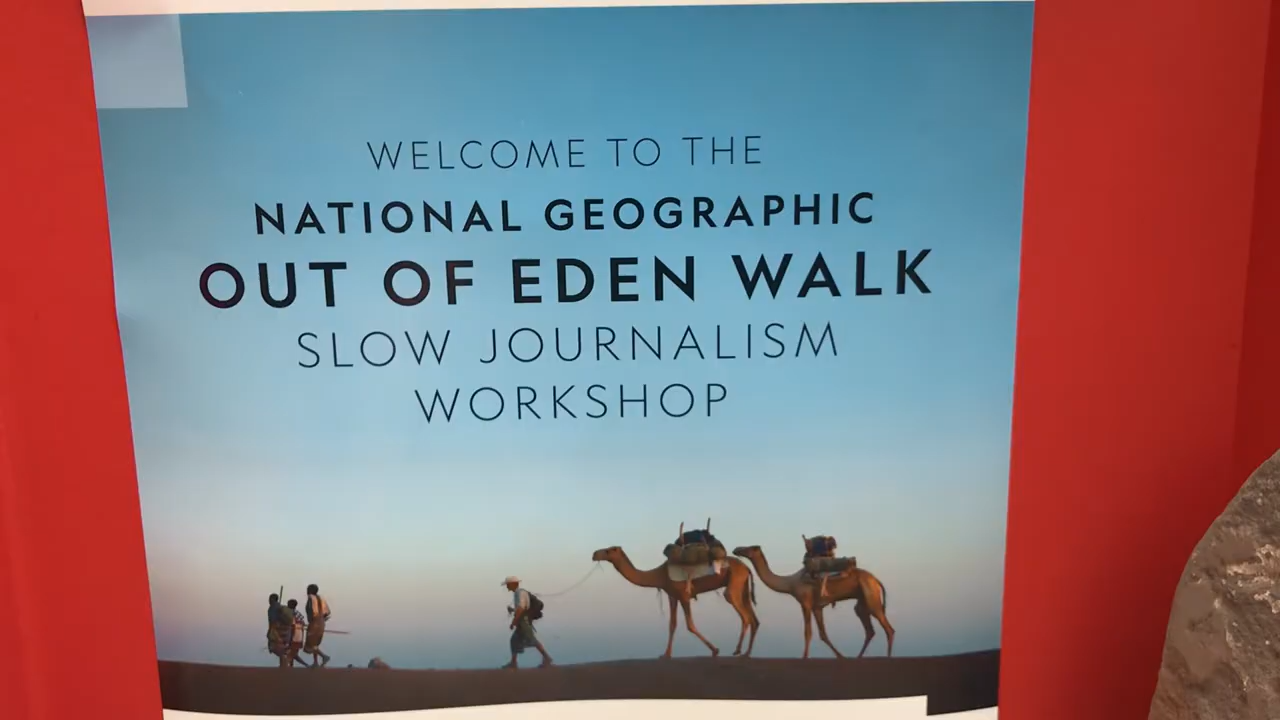 WELCOME TO THE
NATIONAL GEOGRAPHIC
OUT OF EDEN WALK
SLOW JOURNALISM
WORKSHOP